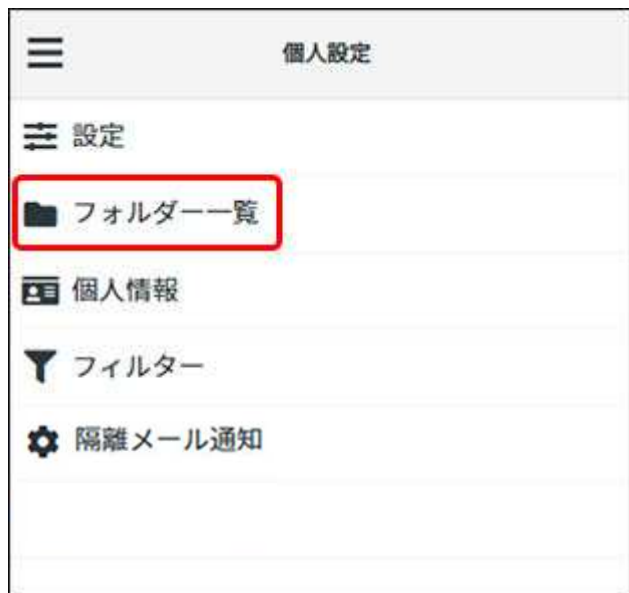 個人設定
設定
フォルダー一覧
個人情報
フィルター
隔離メール通知